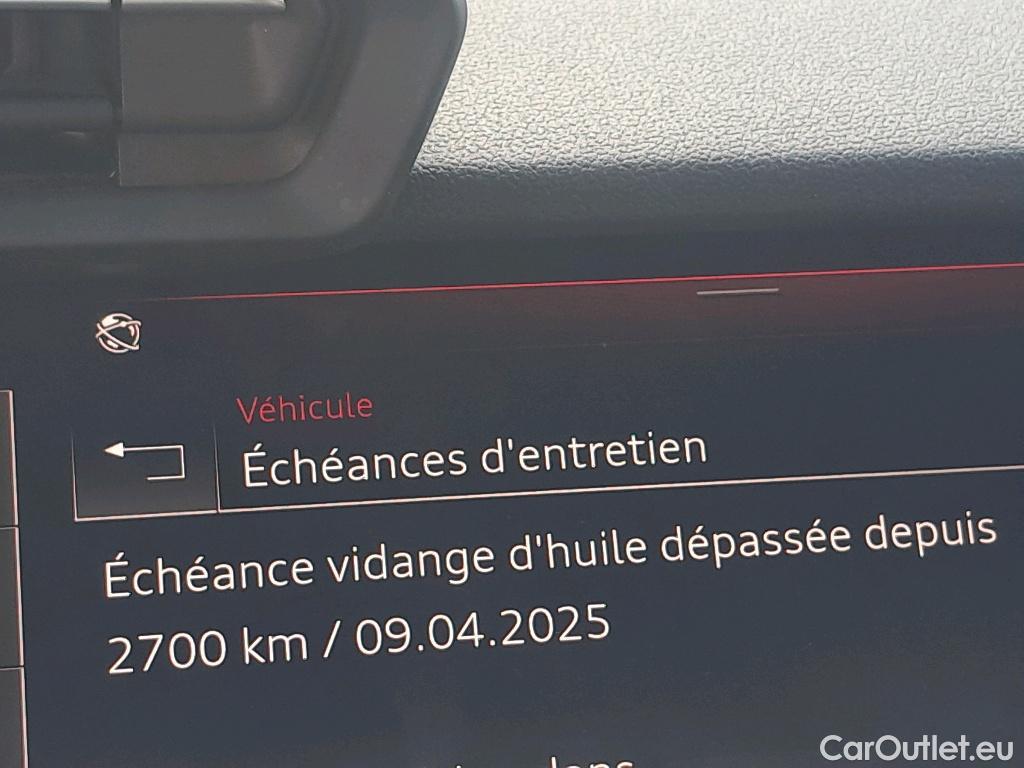 Véhicule
Échéances d'entretien
Échéance vidange d'huile dépassée depuis
2700 km / 09.04.2025
CarOutlet.eu